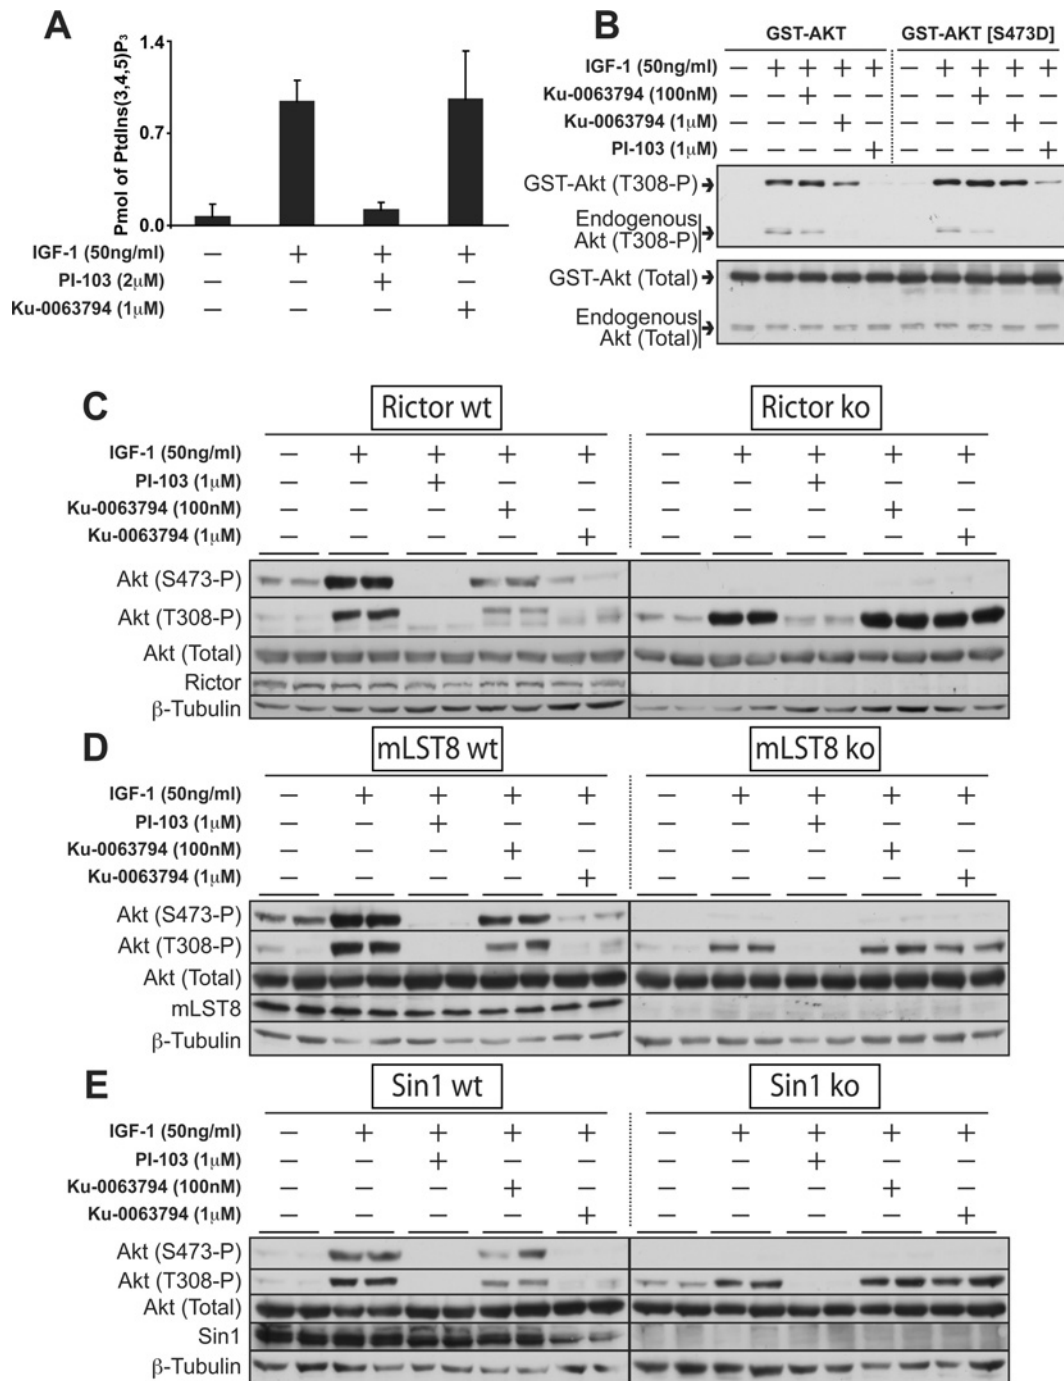 A
Pmol of PtdIns(3,4,5)P3
1.4
0.7
0.0
IGF-1 (50ng/ml) — + + +
PI-103 (2μM) — — + —
Ku-0063794 (1μM) — — — +
B
GST-AKT GST-AKT [S473D]
IGF-1 (50ng/ml) — + + + + — + + + +
Ku-0063794 (100nM) — — + — — — — + — —
Ku-0063794 (1μM) — — — + — — — — + —
PI-103 (1μM) — — — — + — — — — +
GST-Akt (T308-P)
Endogenous
Akt (T308-P)
GST-Akt (Total)
Endogenous
Akt (Total)
C
Rictor wt Rictor ko
IGF-1 (50ng/ml) — + + + + — + + + +
PI-103 (1μM) — — + — — — — + — —
Ku-0063794 (100nM) — — — + — — — — + —
Ku-0063794 (1μM) — — — — + — — — — +
Akt (S473-P)
Akt (T308-P)
Akt (Total)
Rictor
β-Tubulin
D
mLST8 wt mLST8 ko
IGF-1 (50ng/ml) — + + + + — + + + +
PI-103 (1μM) — — + — — — — + — —
Ku-0063794 (100nM) — — — + — — — — + —
Ku-0063794 (1μM) — — — — + — — — — +
Akt (S473-P)
Akt (T308-P)
Akt (Total)
mLST8
β-Tubulin
E
Sin1 wt Sin1 ko
IGF-1 (50ng/ml) — + + + + — + + + +
PI-103 (1μM) — — + — — — — + — —
Ku-0063794 (100nM) — — — + — — — — + —
Ku-0063794 (1μM) — — — — + — — — — +
Akt (S473-P)
Akt (T308-P)
Akt (Total)
Sin1
β-Tubulin